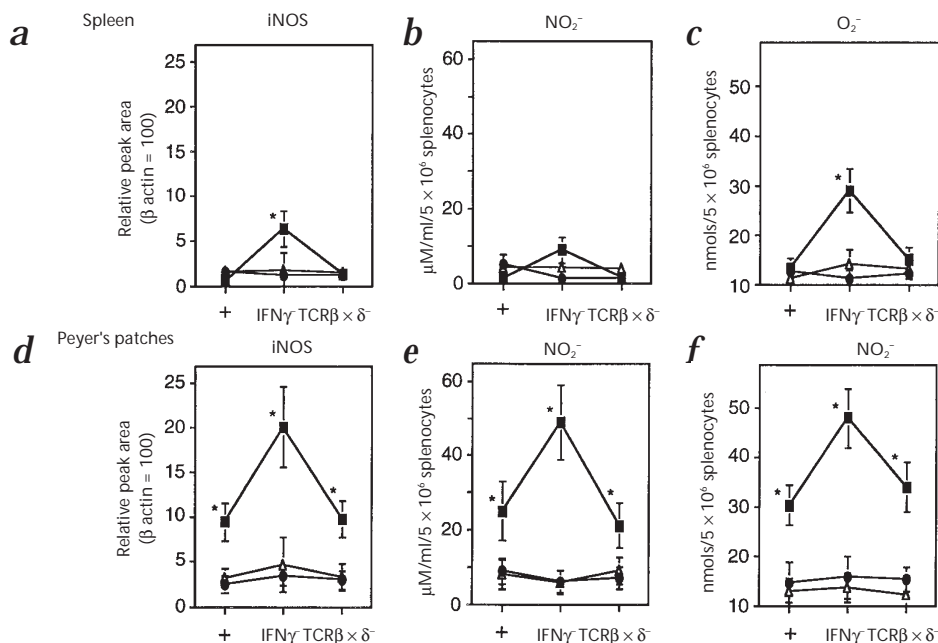 a Spleen iNOS b NO₂⁻ c O₂⁻
Relative peak area
(β actin = 100)
25
20
15
10
5
0
µM/ml/5 × 10⁶ splenocytes
60
40
20
0
nmols/5 × 10⁶ splenocytes
50
40
30
20
10
*
*
+ IFNγ⁻ TCRβ × δ⁻ + IFNγ⁻ TCRβ × δ⁻ + IFNγ⁻ TCRβ × δ⁻
d Peyer's patches iNOS e NO₂⁻ f NO₂⁻
Relative peak area
(β actin = 100)
25
20
15
10
5
0
* * *
µM/ml/5 × 10⁶ splenocytes
60
40
20
0
* * *
nmols/5 × 10⁶ splenocytes
50
40
30
20
10
* * *
+ IFNγ⁻ TCRβ × δ⁻ + IFNγ⁻ TCRβ × δ⁻ + IFNγ⁻ TCRβ × δ⁻